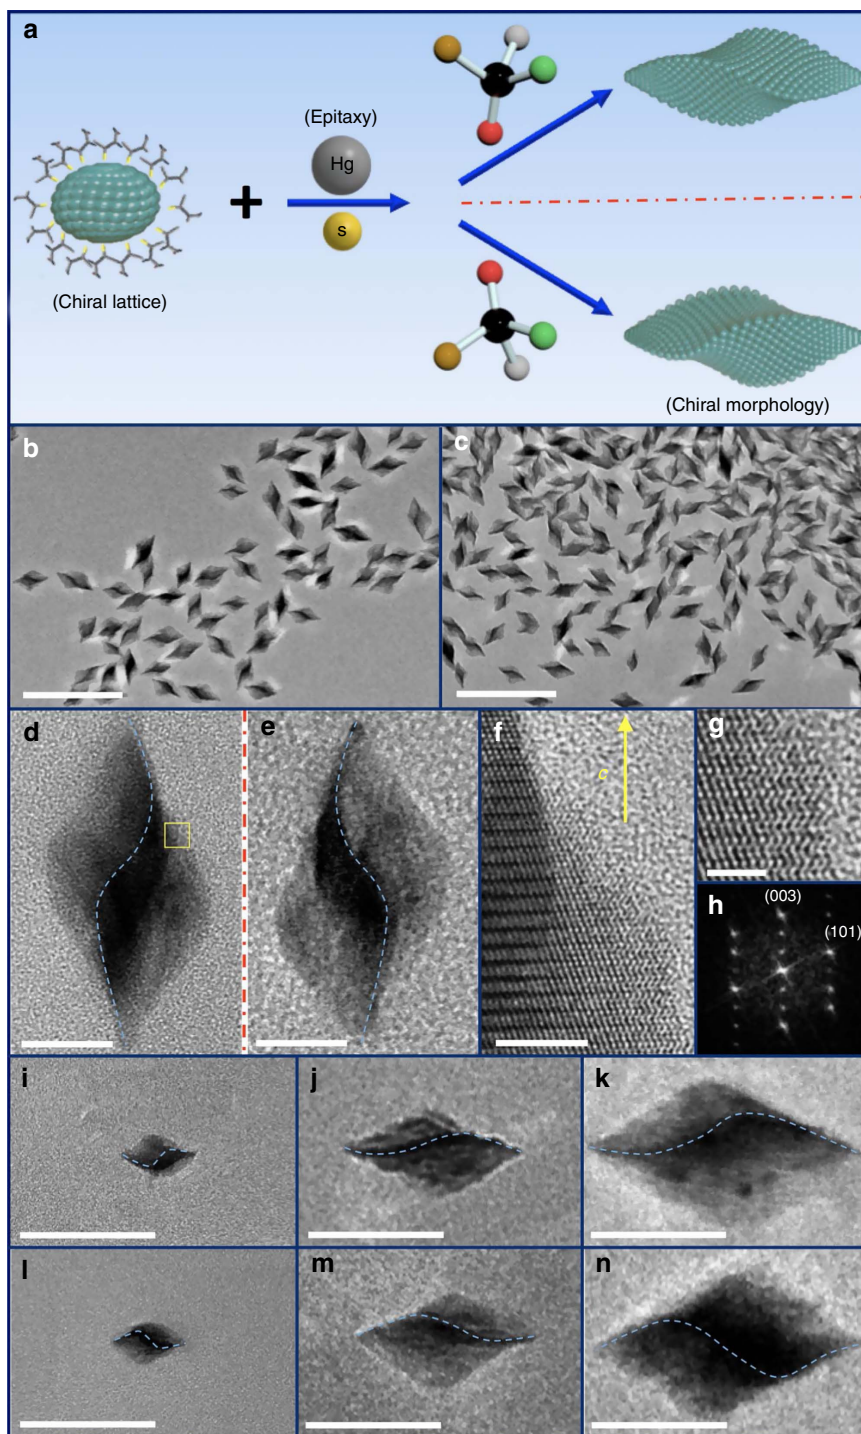 a
(Epitaxy)
Hg
s
(Chiral lattice)
(Chiral morphology)
b
c
d
e
f
c
g
h
(003)
(101)
i
j
k
l
m
n